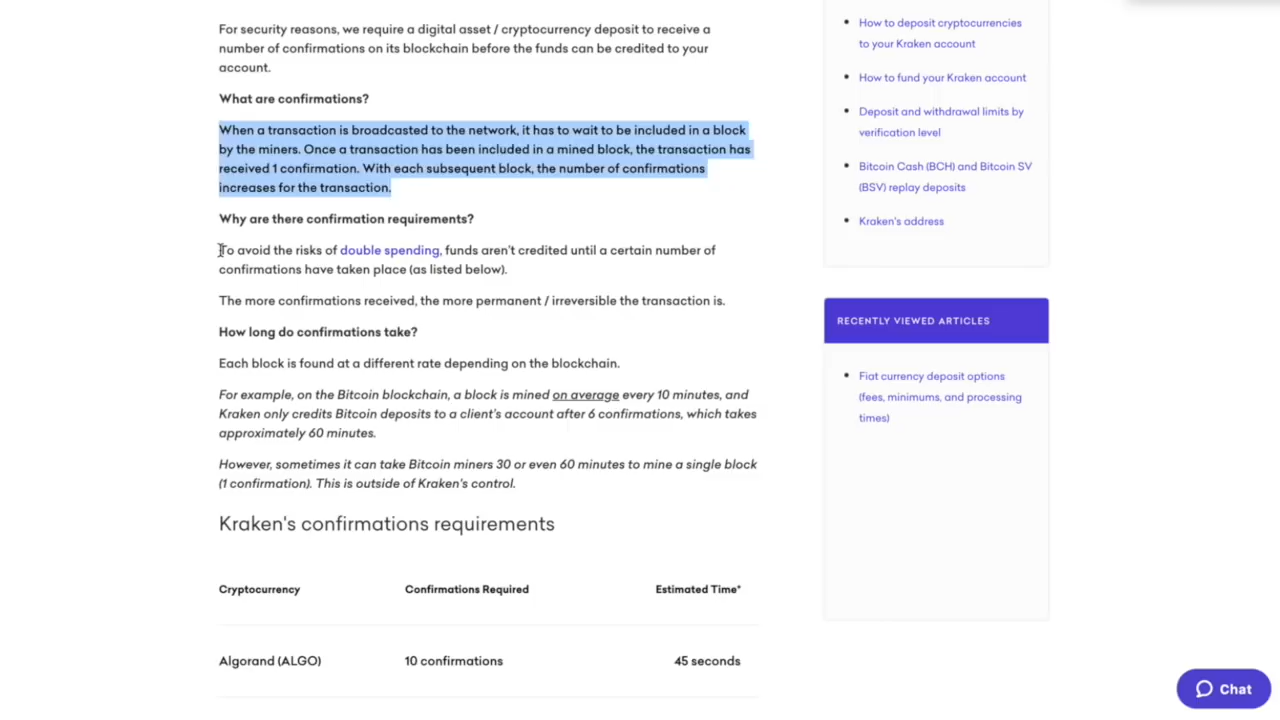 For security reasons, we require a digital asset / cryptocurrency deposit to receive a
number of confirmations on its blockchain before the funds can be credited to your
account.
What are confirmations?
When a transaction is broadcasted to the network, it has to wait to be included in a block
by the miners. Once a transaction has been included in a mined block, the transaction has
received 1 confirmation. With each subsequent block, the number of confirmations
increases for the transaction.
Why are there confirmation requirements?
To avoid the risks of double spending, funds aren't credited until a certain number of
confirmations have taken place (as listed below).
The more confirmations received, the more permanent / irreversible the transaction is.
How long do confirmations take?
Each block is found at a different rate depending on the blockchain.
For example, on the Bitcoin blockchain, a block is mined on average every 10 minutes, and
Kraken only credits Bitcoin deposits to a client's account after 6 confirmations, which takes
approximately 60 minutes.
However, sometimes it can take Bitcoin miners 30 or even 60 minutes to mine a single block
(1 confirmation). This is outside of Kraken's control.
Kraken's confirmations requirements
Cryptocurrency Confirmations Required Estimated Time*
Algorand (ALGO) 10 confirmations 45 seconds
How to deposit cryptocurrencies
to your Kraken account
How to fund your Kraken account
Deposit and withdrawal limits by
verification level
Bitcoin Cash (BCH) and Bitcoin SV
(BSV) replay deposits
Kraken's address
RECENTLY VIEWED ARTICLES
Fiat currency deposit options
(fees, minimums, and processing
times)
Chat